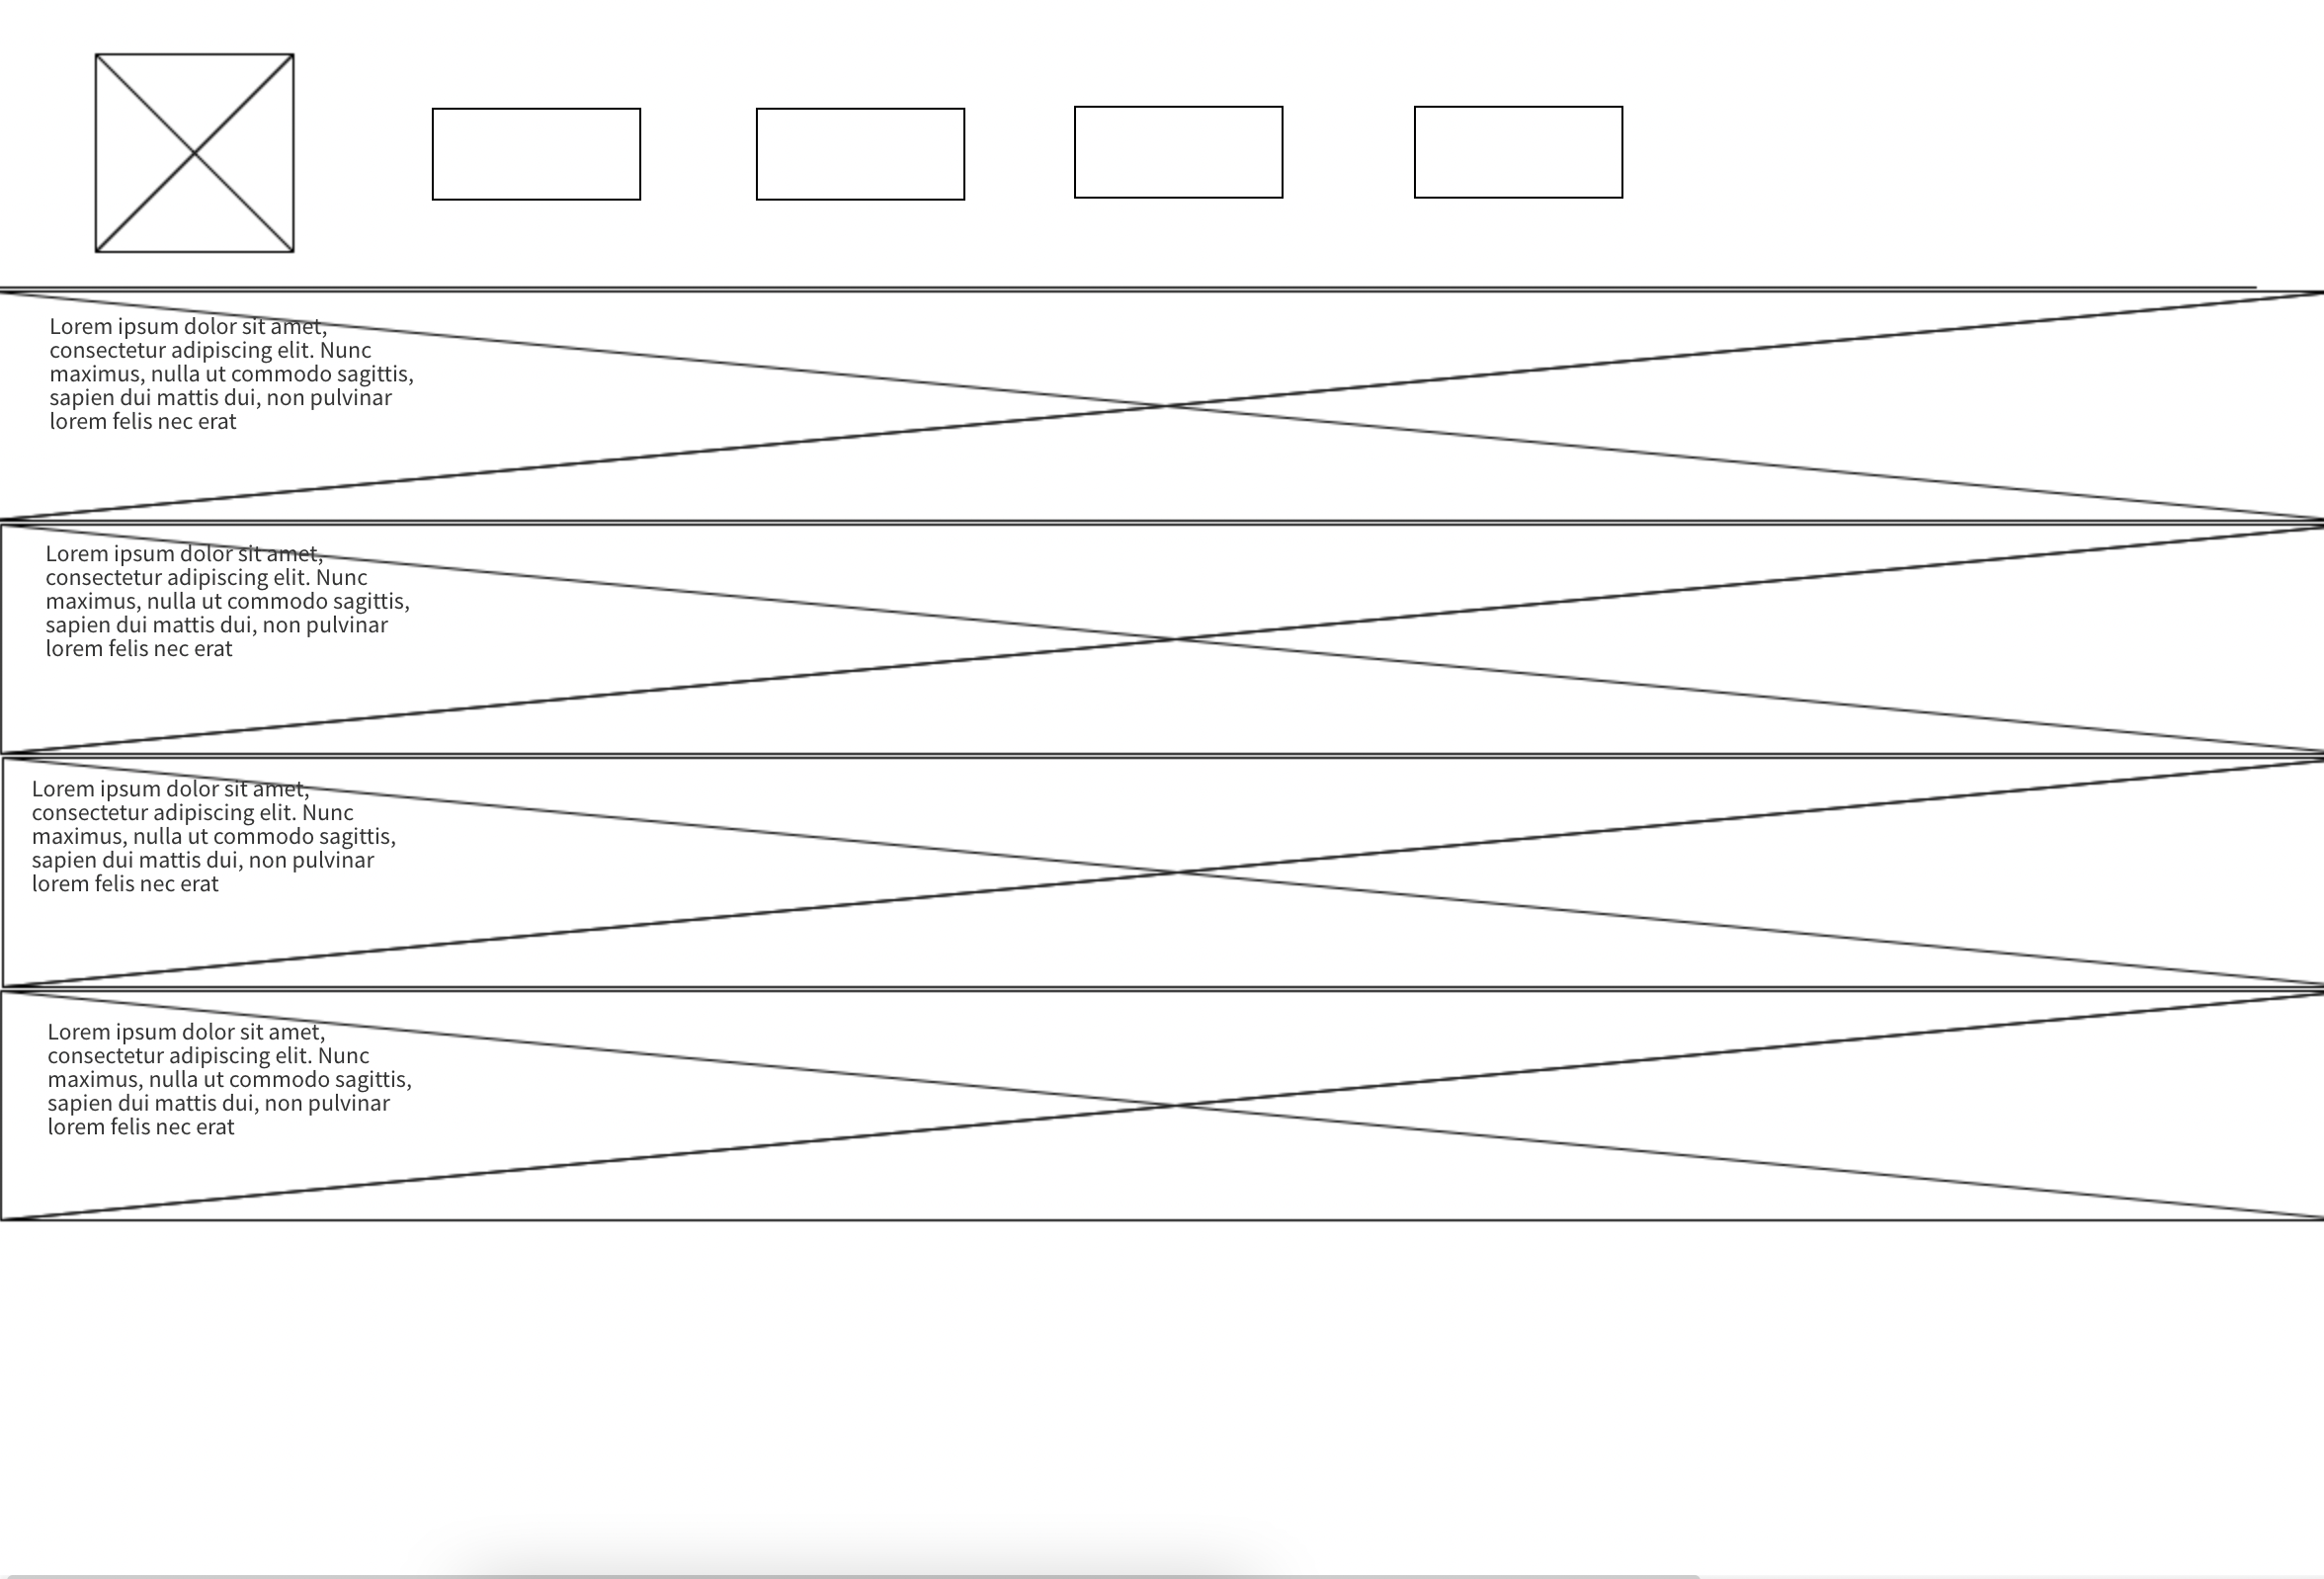 Lorem ipsum dolor sit amet,
consectetur adipiscing elit. Nunc
maximus, nulla ut commodo sagittis,
sapien dui mattis dui, non pulvinar
lorem felis nec erat
Lorem ipsum dolor sit amet,
consectetur adipiscing elit. Nunc
maximus, nulla ut commodo sagittis,
sapien dui mattis dui, non pulvinar
lorem felis nec erat
Lorem ipsum dolor sit amet,
consectetur adipiscing elit. Nunc
maximus, nulla ut commodo sagittis,
sapien dui mattis dui, non pulvinar
lorem felis nec erat
Lorem ipsum dolor sit amet,
consectetur adipiscing elit. Nunc
maximus, nulla ut commodo sagittis,
sapien dui mattis dui, non pulvinar
lorem felis nec erat